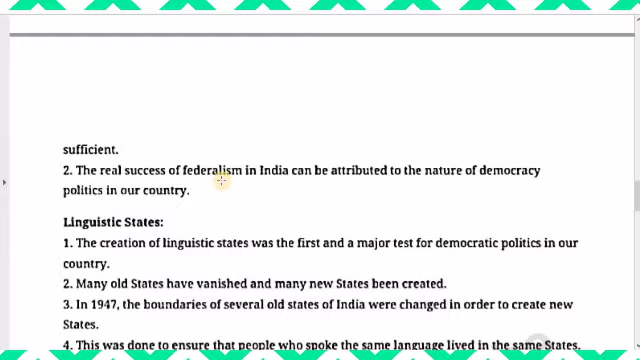 sufficient.
2. The real success of federalism in India can be attributed to the nature of democracy
politics in our country.
Linguistic States:
1. The creation of linguistic states was the first and a major test for democratic politics in our
country.
2. Many old States have vanished and many new States been created.
3. In 1947, the boundaries of several old states of India were changed in order to create new
States.
4. This was done to ensure that people who spoke the same language lived in the same States.